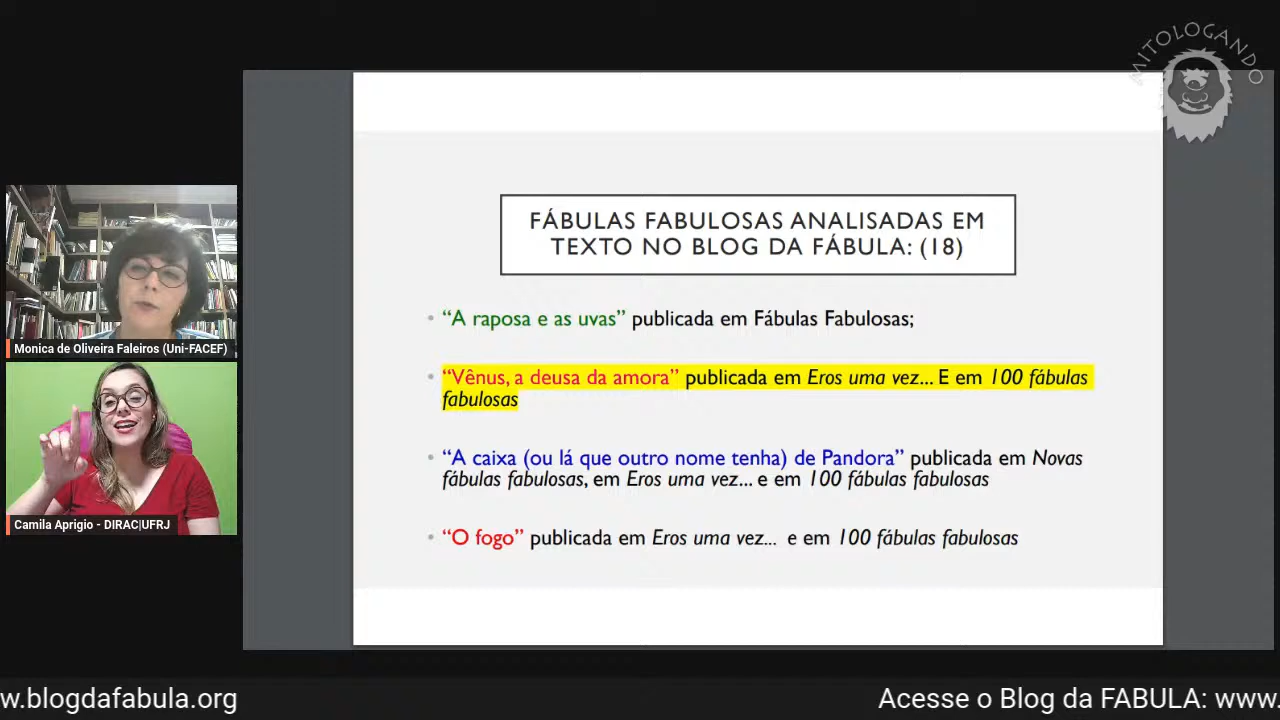 MITOLOGANDO
FÁBULAS FABULOSAS ANALISADAS EM
TEXTO NO BLOG DA FÁBULA: (18)
• “A raposa e as uvas” publicada em Fábulas Fabulosas;
• “Vênus, a deusa da amora” publicada em Eros uma vez... E em 100 fábulas
fabulosas
• “A caixa (ou lá que outro nome tenha) de Pandora” publicada em Novas
fábulas fabulosas, em Eros uma vez... e em 100 fábulas fabulosas
• “O fogo” publicada em Eros uma vez... e em 100 fábulas fabulosas
Monica de Oliveira Faleiros (Uni-FACEF)
Camila Aprigio - DIRAC|UFRJ
w.blogdafabula.org
Acesse o Blog da FABULA: www.